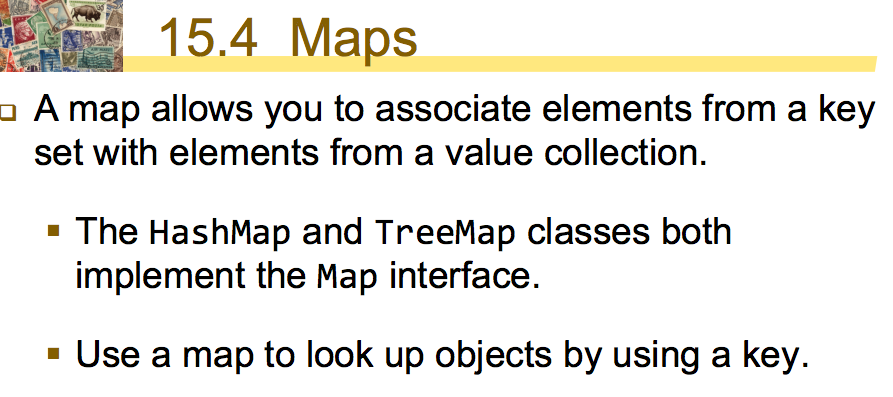 15.4 Maps
A map allows you to associate elements from a key
set with elements from a value collection.
The HashMap and TreeMap classes both
implement the Map interface.
Use a map to look up objects by using a key.